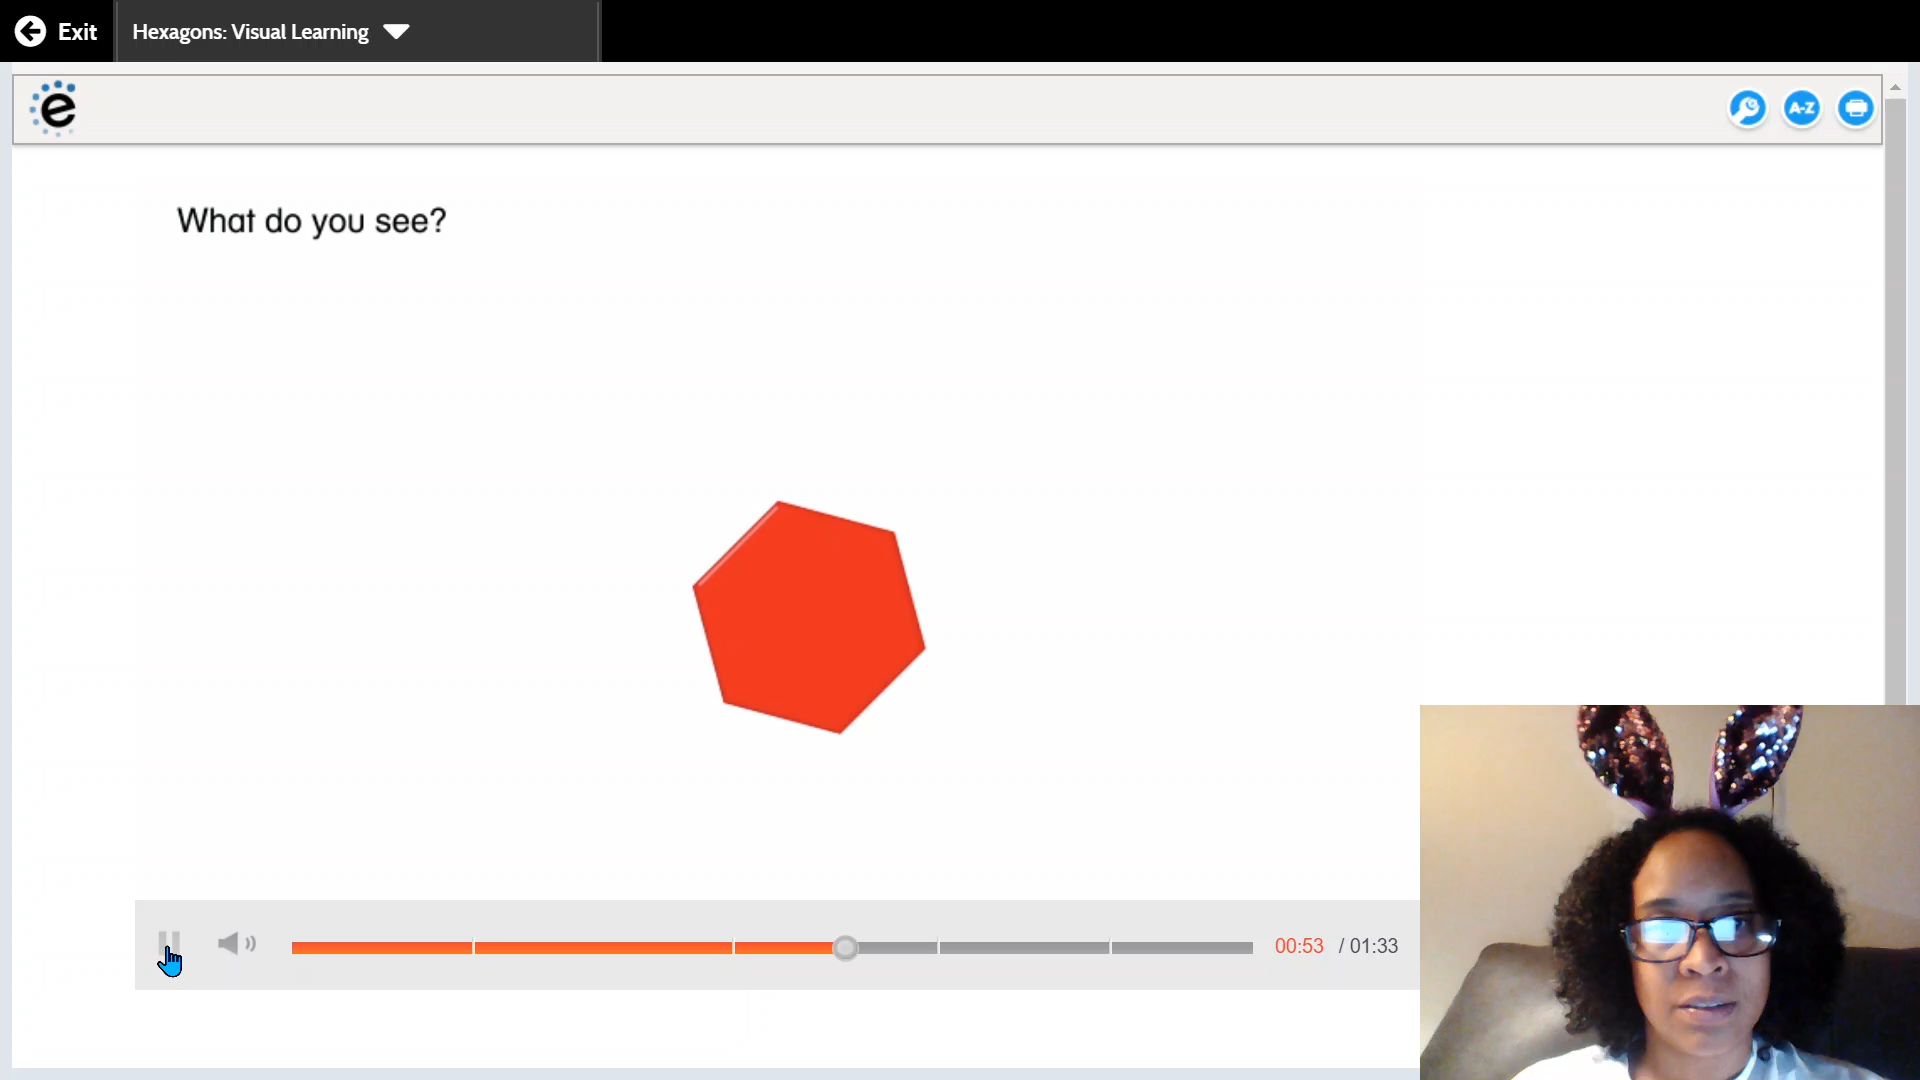 Exit
Hexagons: Visual Learning
e
A-Z
What do you see?
00:53 / 01:33